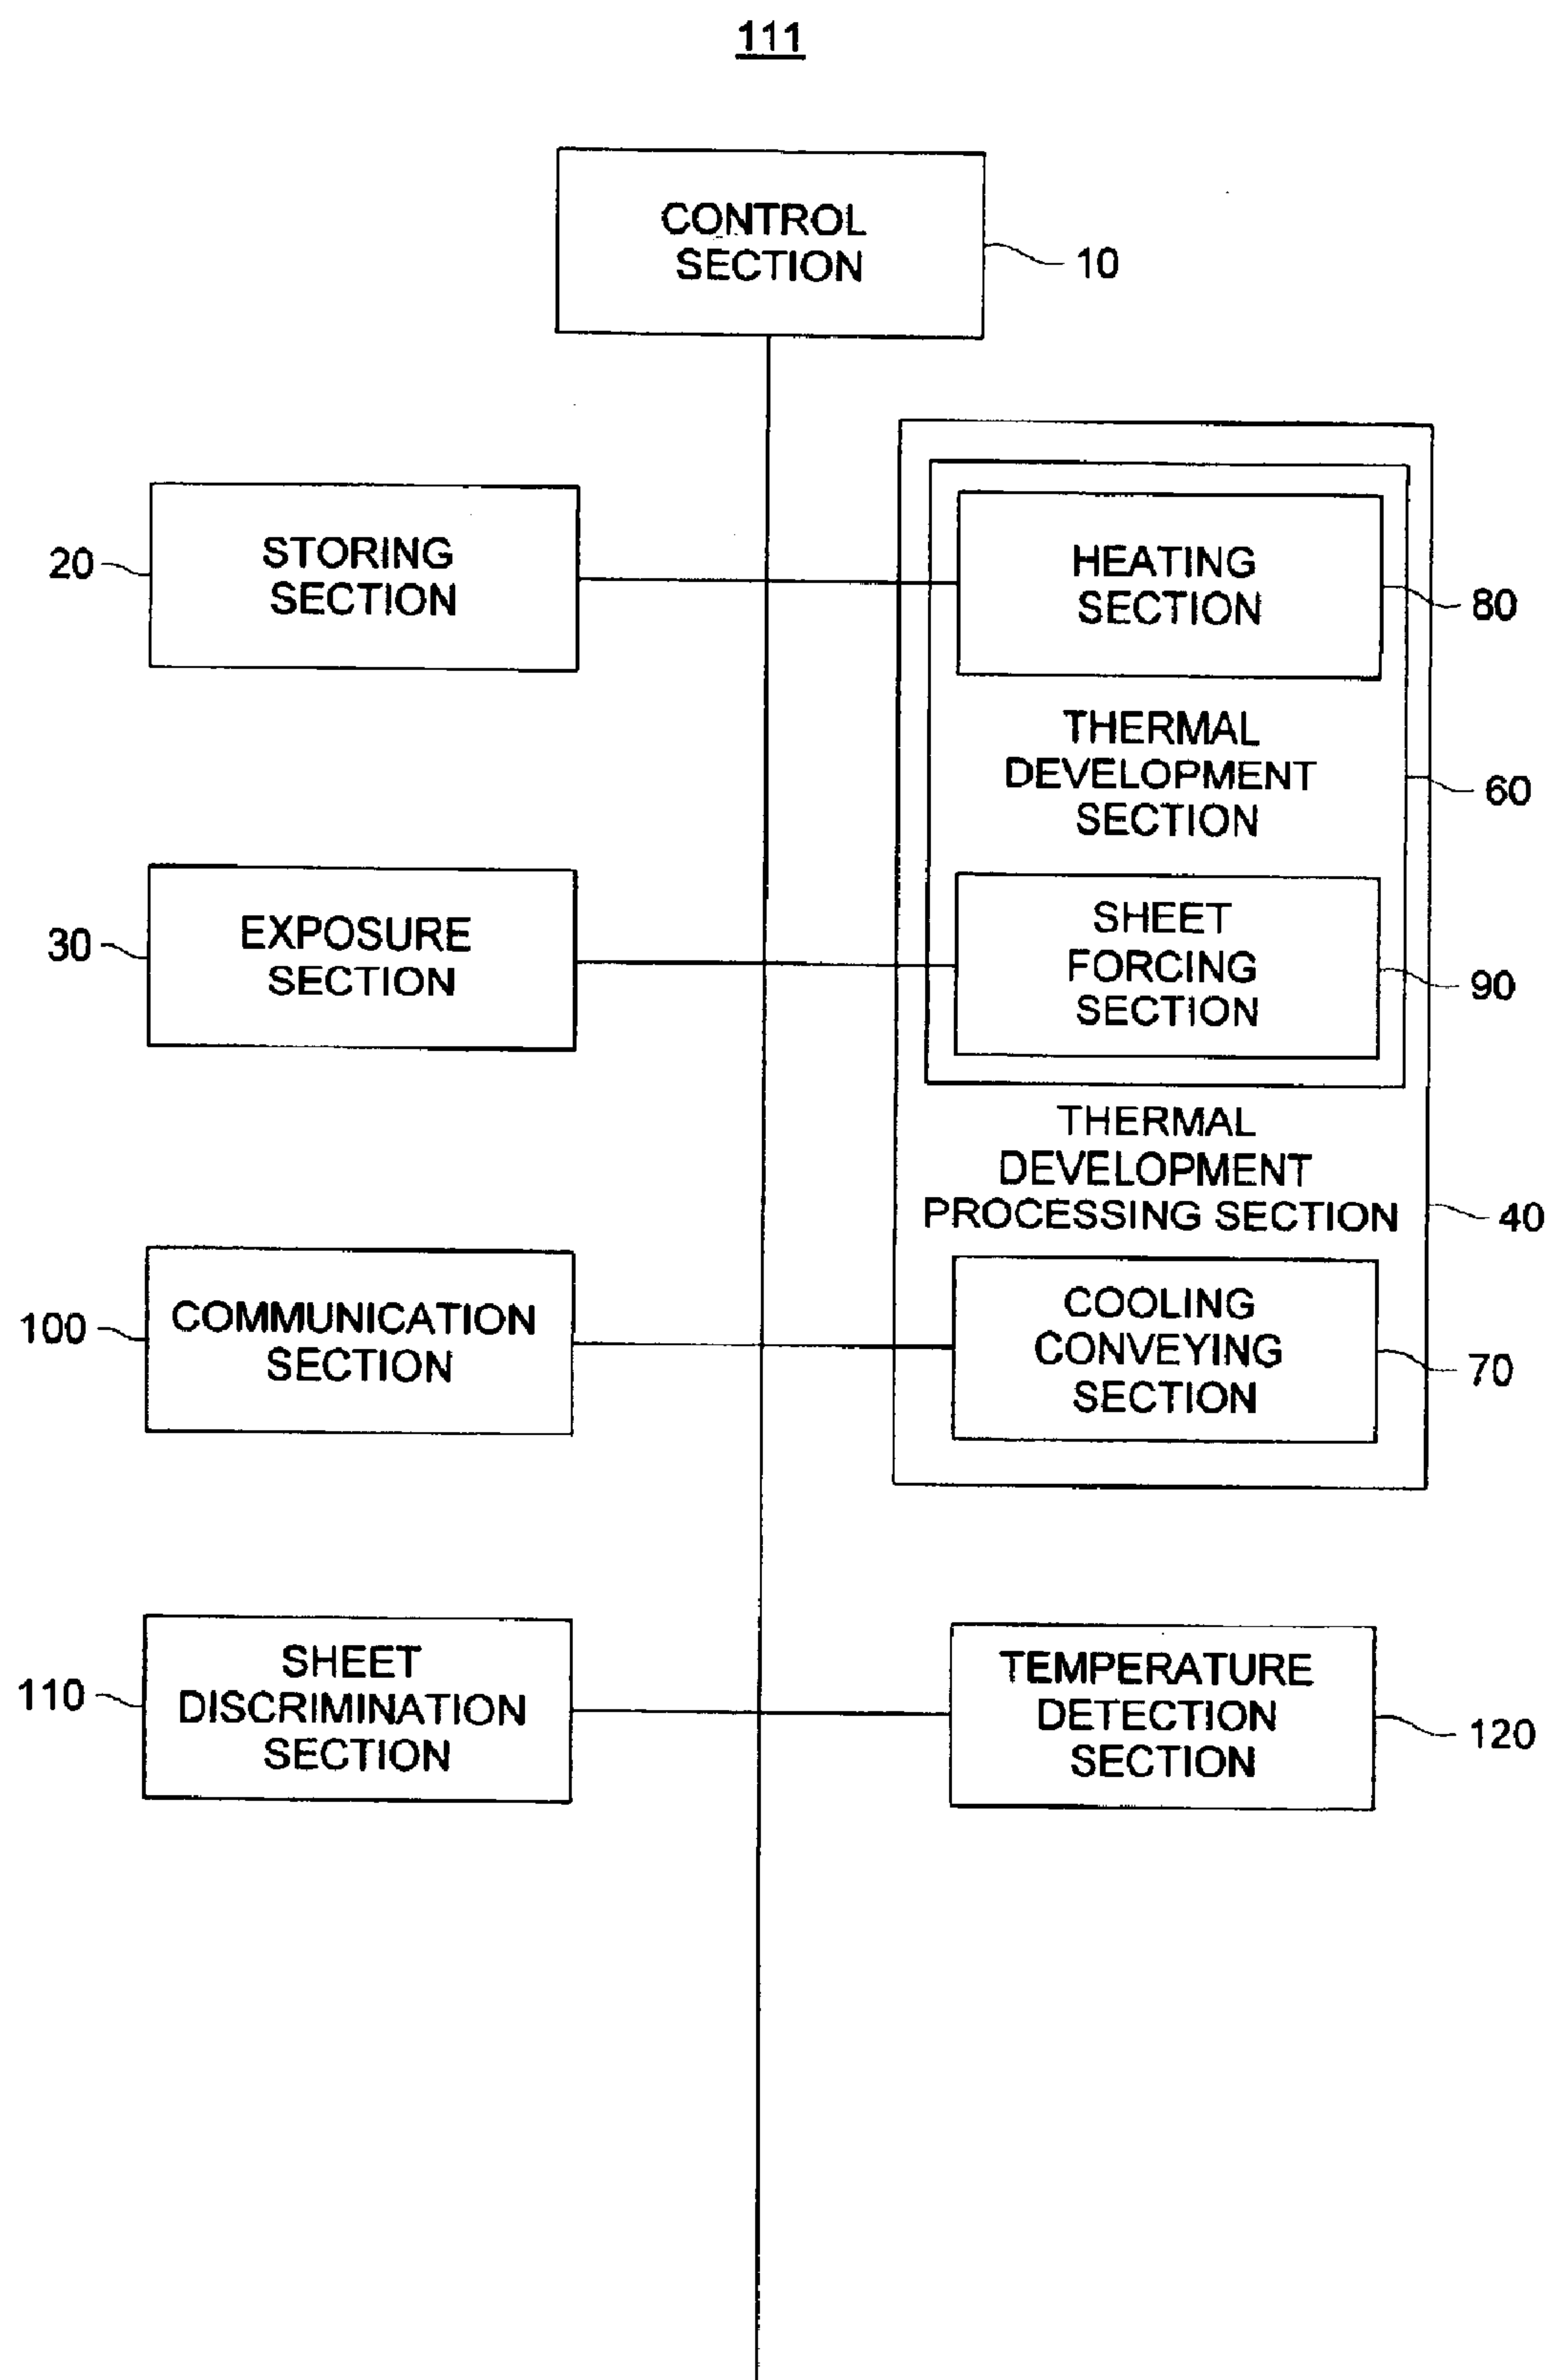 111
CONTROL
SECTION
10
20
STORING
SECTION
HEATING
SECTION
80
THERMAL
DEVELOPMENT
SECTION
60
30
EXPOSURE
SECTION
SHEET
FORCING
SECTION
90
THERMAL
DEVELOPMENT
PROCESSING SECTION
40
100
COMMUNICATION
SECTION
COOLING
CONVEYING
SECTION
70
110
SHEET
DISCRIMINATION
SECTION
TEMPERATURE
DETECTION
SECTION
120